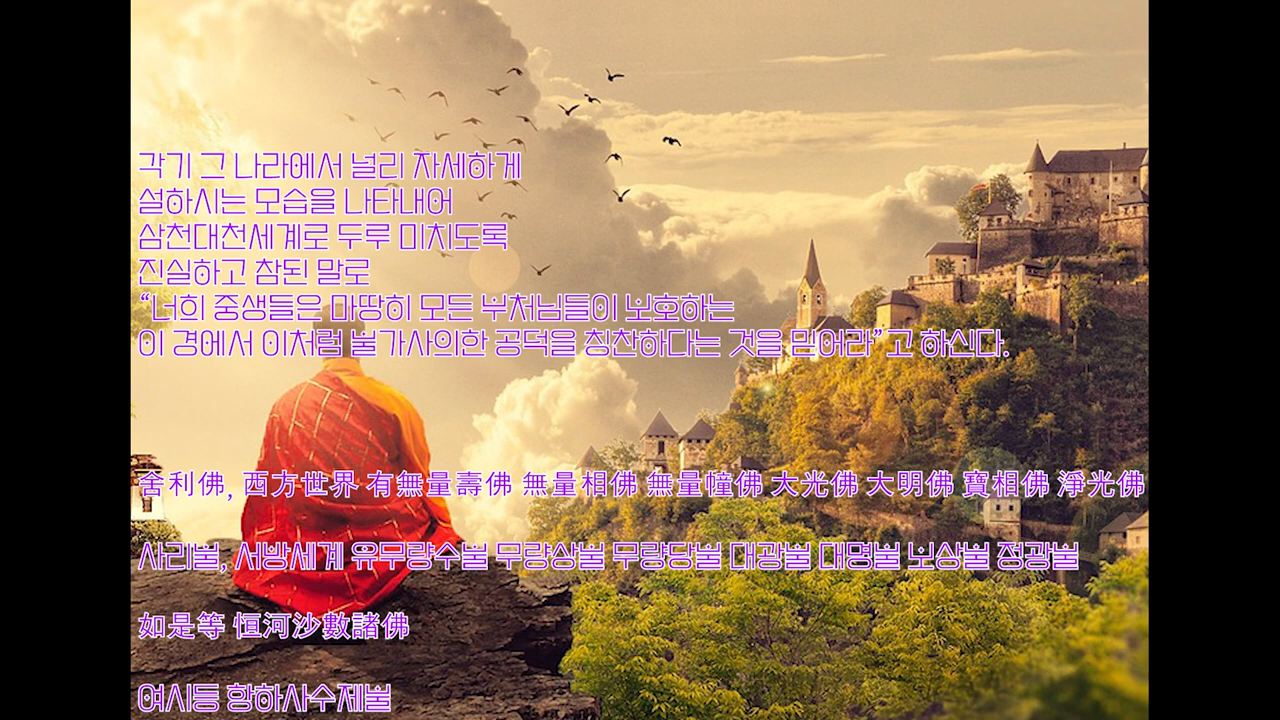 각기 그 나라에서 널리 자세하게
설하시는 모습을 나타내어
삼천대천세계로 두루 미치도록
진실하고 참된 말로
“너희 중생들은 마땅히 모든 부처님들이 보호하는
이 경에서 이처럼 불가사의한 공덕을 칭찬하다는 것을 믿어라”고 하신다.
舍利佛, 西方世界 有無量壽佛 無量相佛 無量幢佛 大光佛 大明佛 寶相佛 淨光佛
사리불, 서방세계 유무량수불 무량상불 무량당불 대광불 대명불 보상불 정광불
如是等 恒河沙數諸佛
여시등 항하사수제불